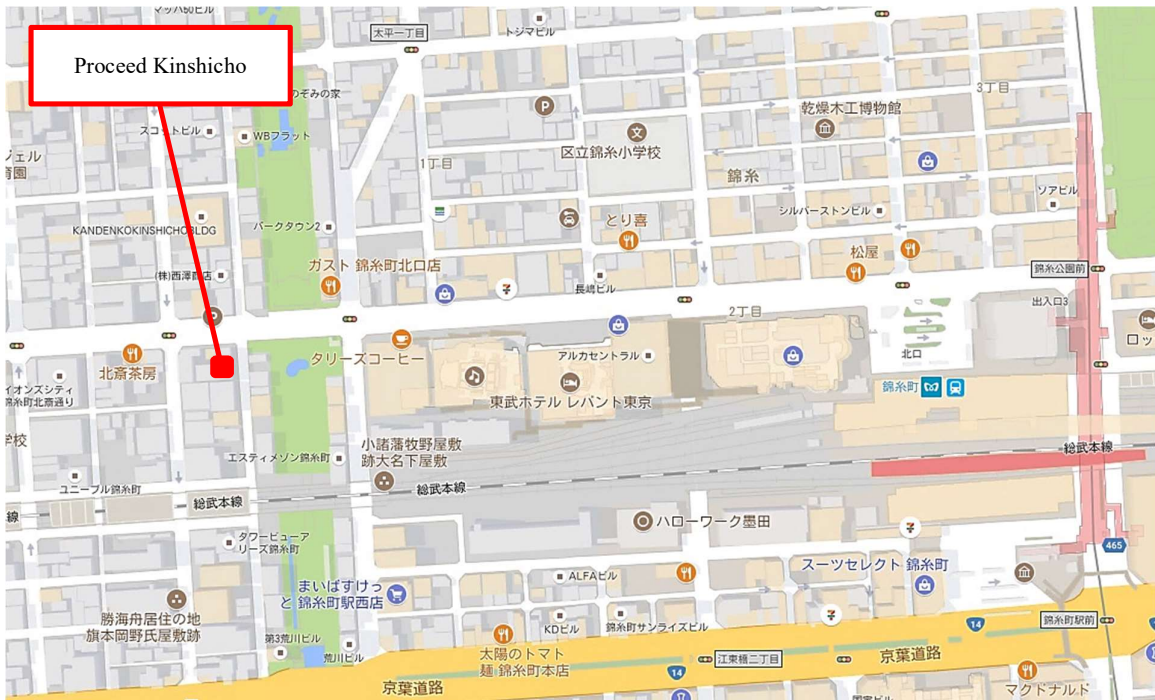 マッハ50ビル
太平一丁目
トジマビル
Proceed Kinshicho
のぞみの家
スコットビル
WBフラット
P
文
乾燥木工博物館
3丁目
ジェル
育園
1丁目
区立錦糸小学校
錦糸
ソアビル
KANDENKOKINSHICHOBLDG
パークタウン2
とり喜
シルバーストンビル
ガスト 錦糸町北口店
松屋
錦糸公園前
長嶋ビル
出入口3
2丁目
ロッ
北斎茶房
タリーズコーヒー
アルカセントラル
北口
イオンズシティ
錦糸町北斎通り
東武ホテル レバント東京
錦糸町
学校
小諸藩牧野屋敷
跡大名下屋敷
エスティメゾン錦糸町
総武本線
ユニーブル錦糸町
総武本線
総武本線
線
ハローワーク墨田
タワービューア
リーズ錦糸町
465
スーツセレクト 錦糸町
ALFAビル
まいばすけっ
と 錦糸町駅西店
勝海舟居住の地
旗本岡野氏屋敷跡
KDビル
錦糸町サンライズビル
14
錦糸町駅前
第3荒川ビル
荒川ビル
太陽のトマト
麺 錦糸町本店
14
江東橋二丁目
京葉道路
京葉道路
マクドナルド